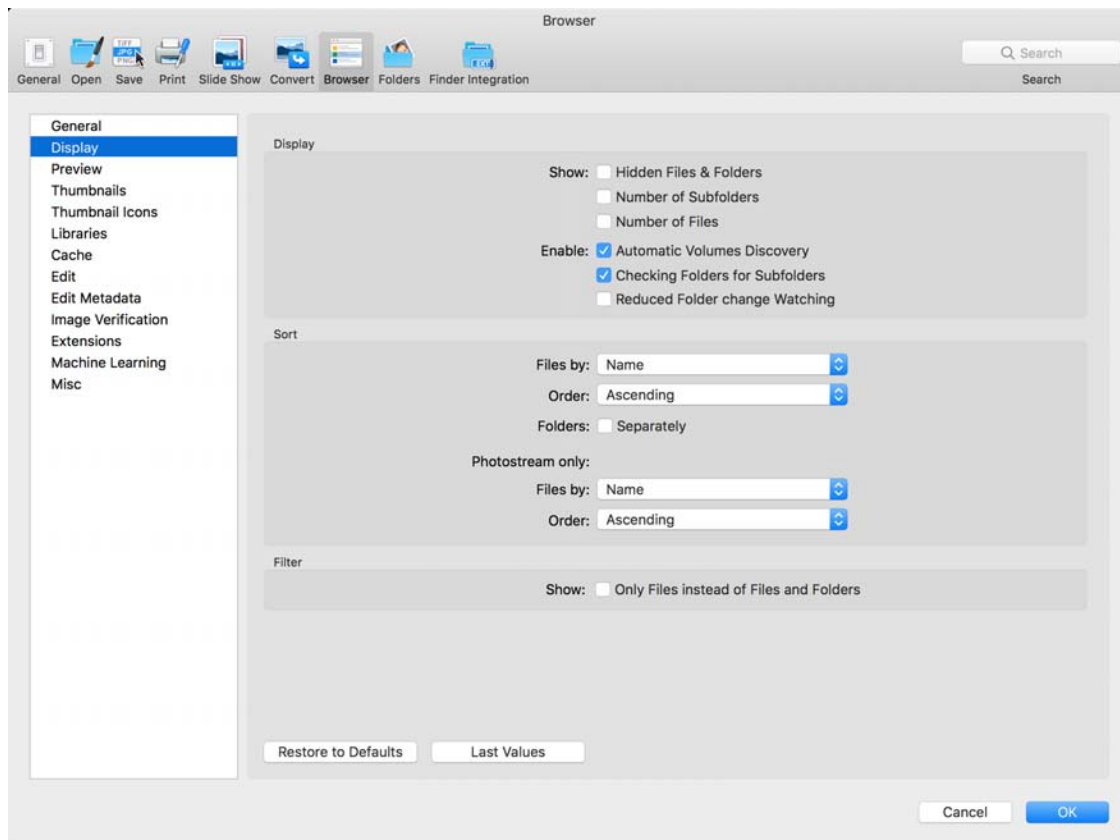 Browser
TIFF
JPG
PNG
EXT
General Open Save Print Slide Show Convert Browser Folders Finder Integration
Search
Search
General
Display
Preview
Thumbnails
Thumbnail Icons
Libraries
Cache
Edit
Edit Metadata
Image Verification
Extensions
Machine Learning
Misc
Display
Show: Hidden Files & Folders
Number of Subfolders
Number of Files
Enable: Automatic Volumes Discovery
Checking Folders for Subfolders
Reduced Folder change Watching
Sort
Files by: Name
Order: Ascending
Folders: Separately
Photostream only:
Files by: Name
Order: Ascending
Filter
Show: Only Files instead of Files and Folders
Restore to Defaults Last Values
Cancel OK